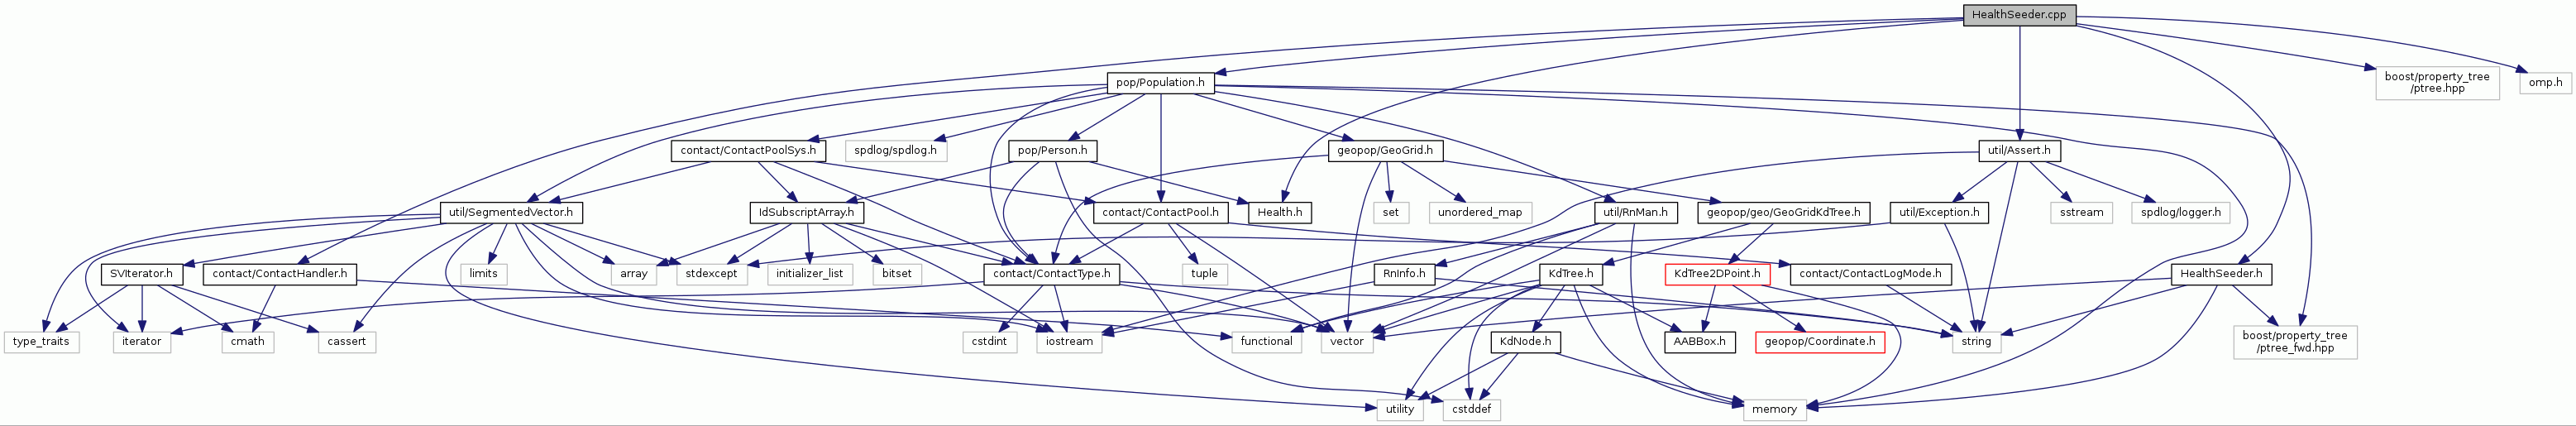 HealthSeeder.cpp
boost/property_tree
/ptree.hpp
omp.h
pop/Population.h
contact/ContactPoolSys.h
spdlog/spdlog.h
pop/Person.h
geopop/GeoGrid.h
util/Assert.h
util/SegmentedVector.h
IdSubscriptArray.h
contact/ContactPool.h
Health.h
set
unordered_map
util/RnMan.h
geopop/geo/GeoGridKdTree.h
util/Exception.h
sstream
spdlog/logger.h
SVIterator.h
contact/ContactHandler.h
limits
array
stdexcept
initializer_list
bitset
contact/ContactType.h
tuple
RnInfo.h
KdTree.h
KdTree2DPoint.h
contact/ContactLogMode.h
HealthSeeder.h
type_traits
iterator
cmath
cassert
cstdint
iostream
functional
vector
KdNode.h
AABBox.h
geopop/Coordinate.h
string
boost/property_tree
/ptree_fwd.hpp
utility
cstddef
memory